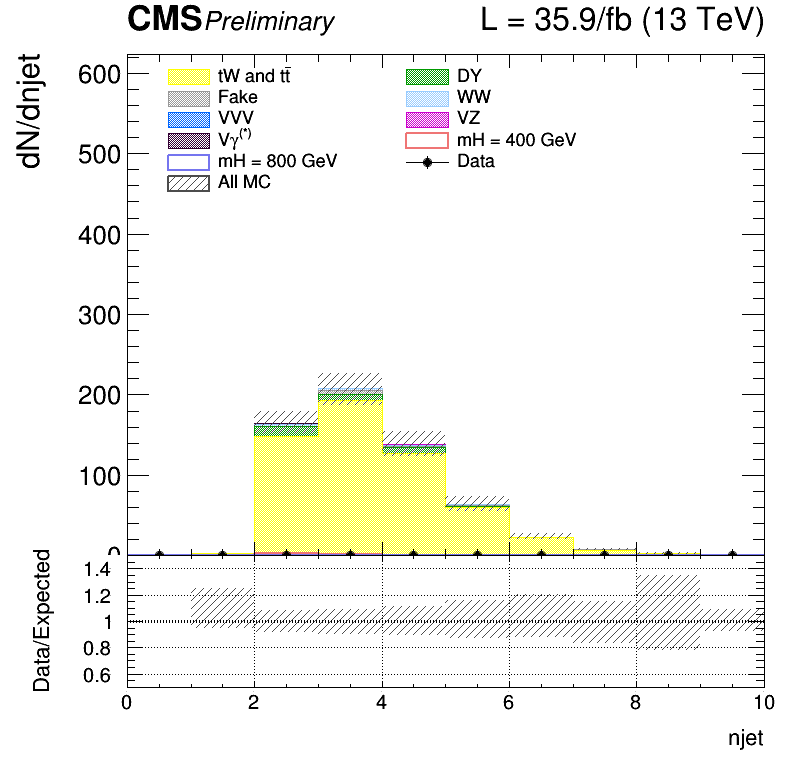 CMS Preliminary L = 35.9/fb (13 TeV)
dN/dnjet
600
500
400
300
200
100
0
tW and tt̄ DY
Fake WW
VVV VZ
Vγ(*) mH = 400 GeV
mH = 800 GeV Data
All MC
Data/Expected
1.4
1.2
1
0.8
0.6
0 2 4 6 8 10
njet